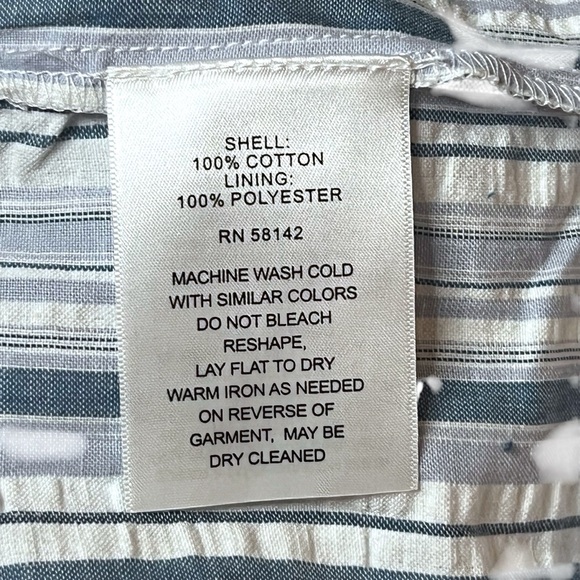 SHELL:
100% COTTON
LINING:
100% POLYESTER
RN 58142
MACHINE WASH COLD
WITH SIMILAR COLORS
DO NOT BLEACH
RESHAPE,
LAY FLAT TO DRY
WARM IRON AS NEEDED
ON REVERSE OF
GARMENT, MAY BE
DRY CLEANED